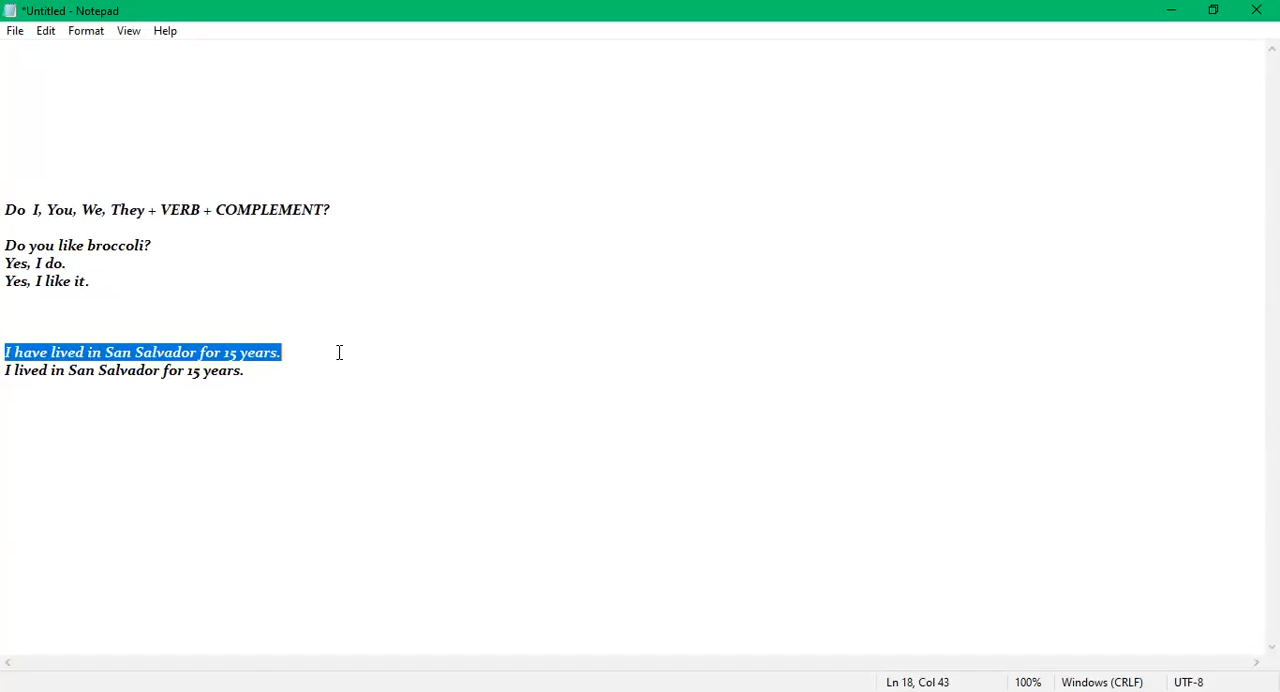 *Untitled - Notepad
File Edit Format View Help
Do  I, You, We, They + VERB + COMPLEMENT?
Do you like broccoli?
Yes, I do.
Yes, I like it.
I have lived in San Salvador for 15 years.
I lived in San Salvador for 15 years.
Ln 18, Col 43 100% Windows (CRLF) UTF-8